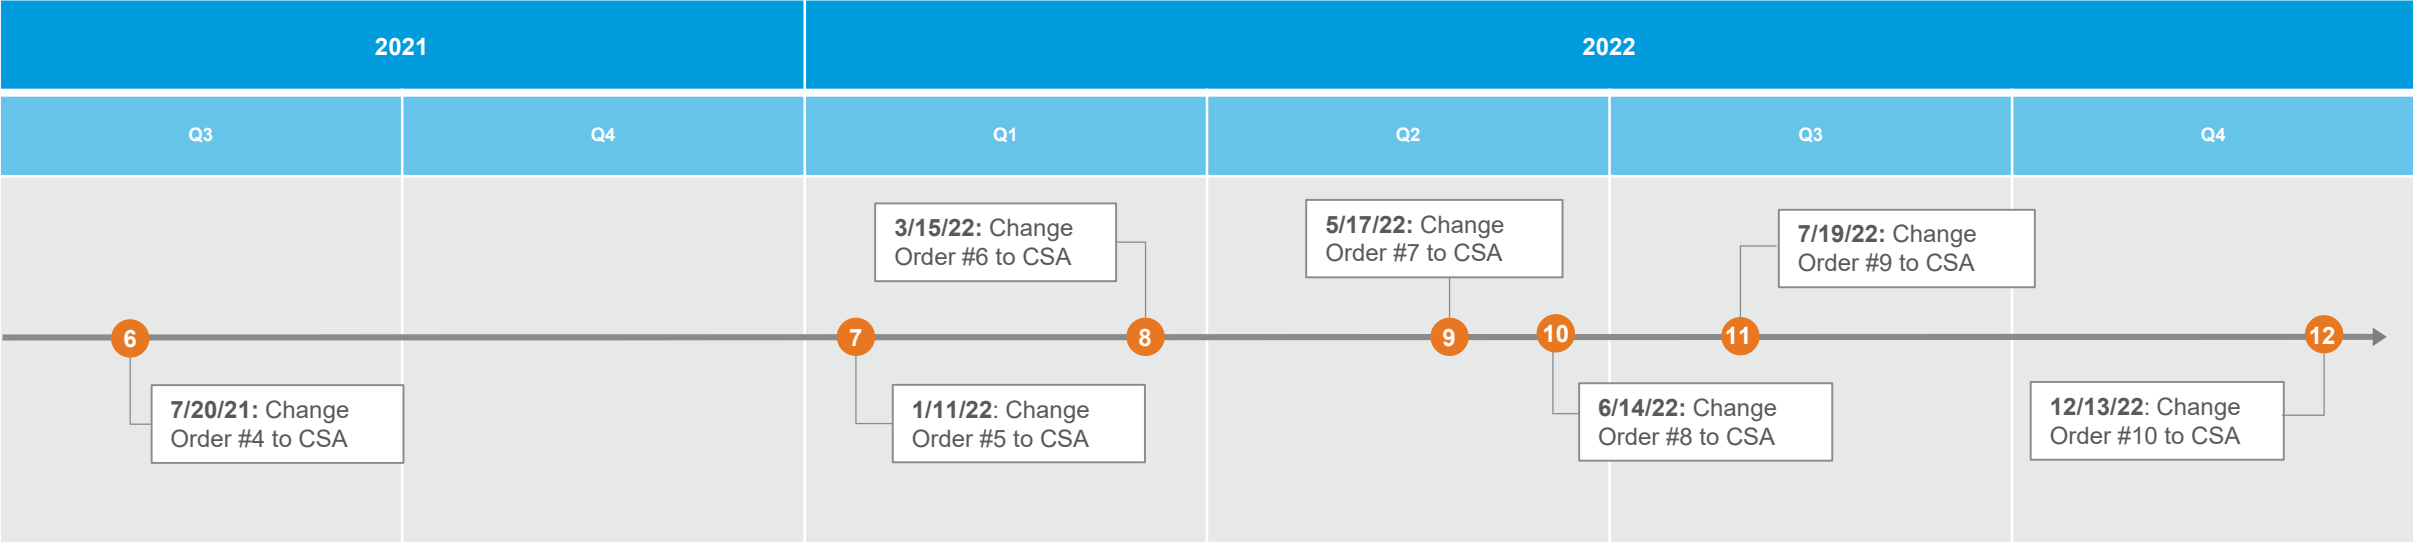 2021
2022
Q3
Q4
Q1
Q2
Q3
Q4
3/15/22: Change
Order #6 to CSA
5/17/22: Change
Order #7 to CSA
7/19/22: Change
Order #9 to CSA
6
7
8
9
10
11
12
7/20/21: Change
Order #4 to CSA
1/11/22: Change
Order #5 to CSA
6/14/22: Change
Order #8 to CSA
12/13/22: Change
Order #10 to CSA